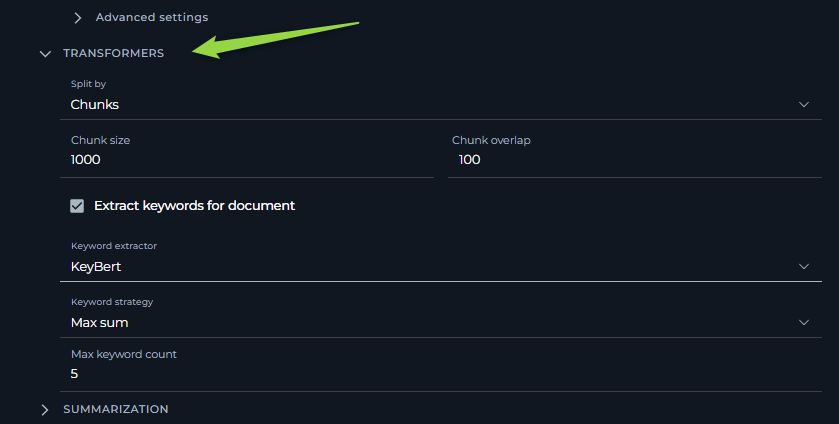 Advanced settings
TRANSFORMERS
Split by
Chunks
Chunk size
Chunk overlap
1000
100
Extract keywords for document
Keyword extractor
KeyBert
Keyword strategy
Max sum
Max keyword count
5
SUMMARIZATION